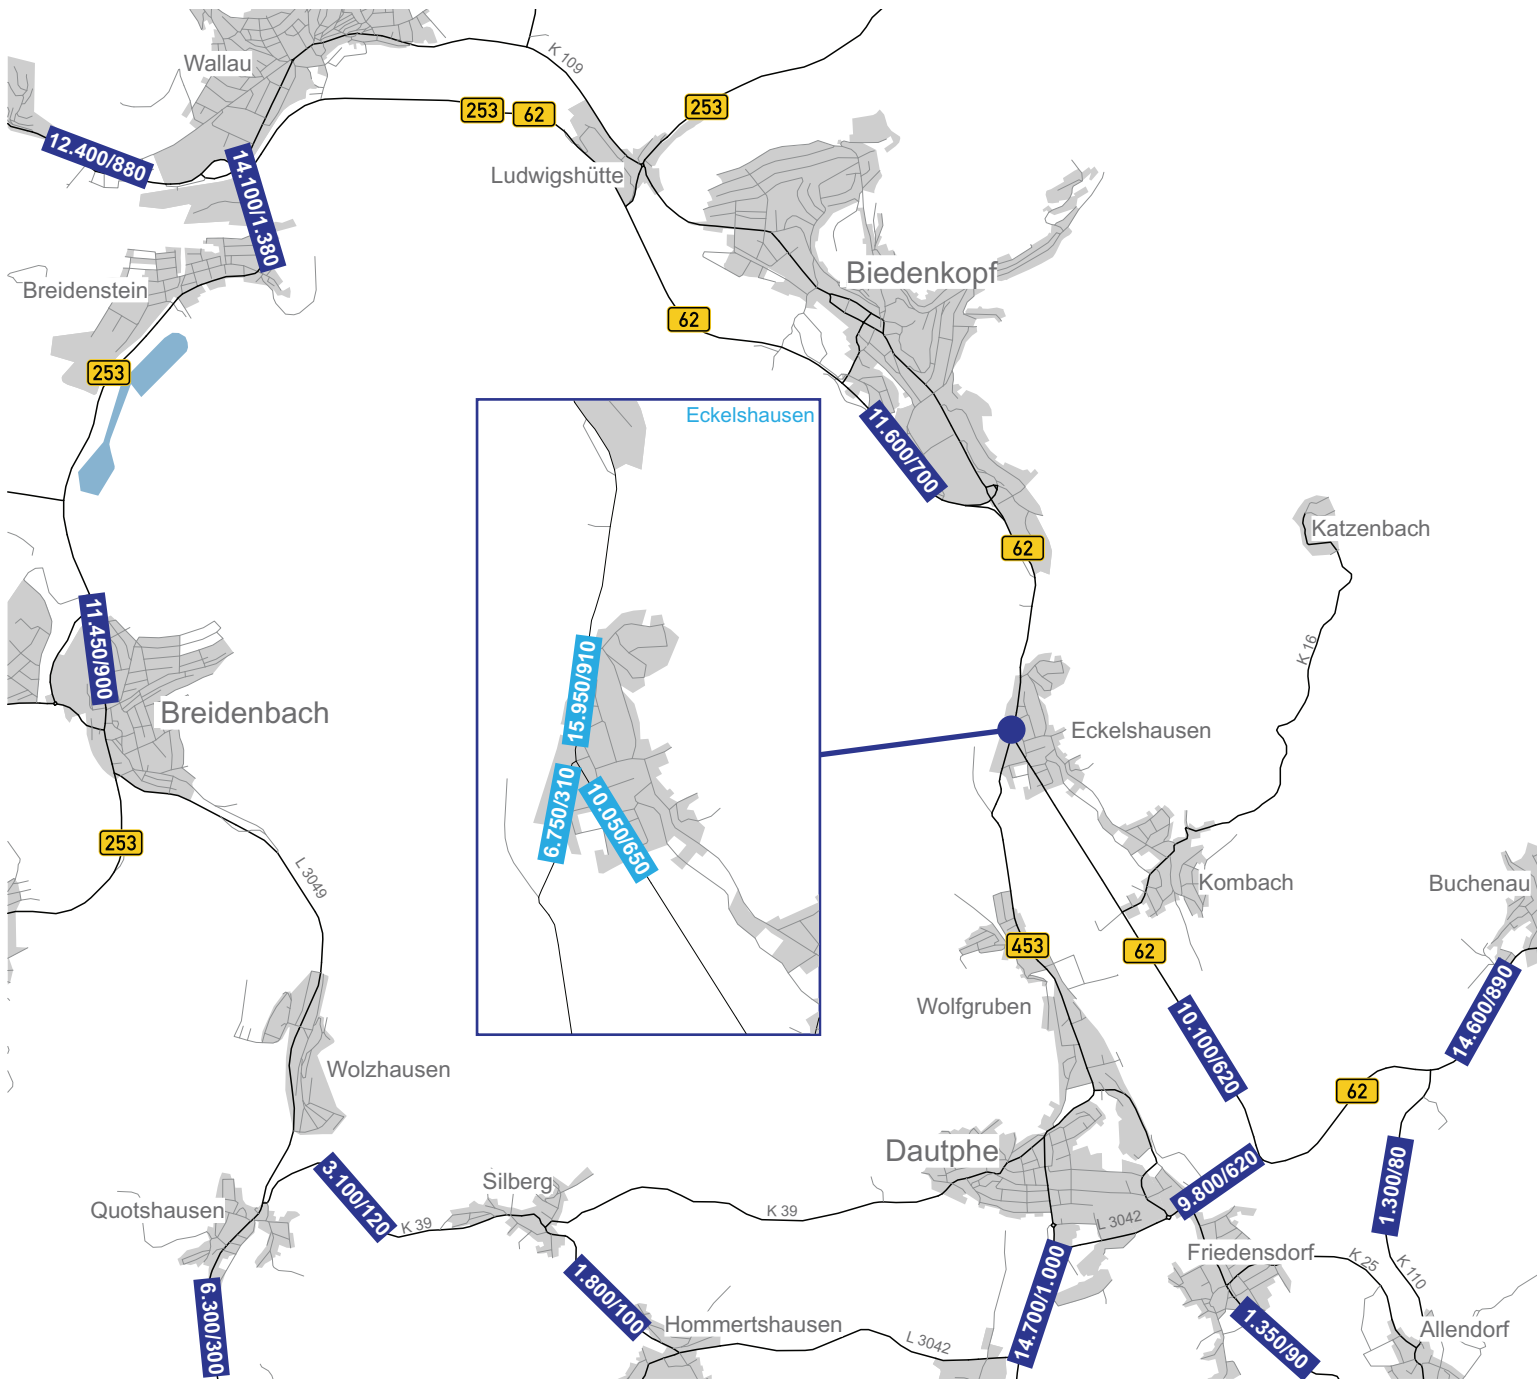 Wallau
K 109
253
62
253
12.400/880
14.100/1.380
Ludwigshütte
Breidenstein
Biedenkopf
62
253
Eckelshausen
11.600/700
62
Katzenbach
11.450/900
15.950/910
K 16
Breidenbach
Eckelshausen
6.750/310
10.050/650
253
L 3049
Kombach
Buchenau
453
62
Wolfgruben
14.600/890
10.100/620
Wolzhausen
62
Dautphe
3.100/120
Silberg
9.800/620
1.300/80
Quotshausen
K 39
K 39
L 3042
Friedensdorf
K 25
K 110
6.300/300
1.800/100
14.700/1.000
Hommertshausen
L 3042
1.350/90
Allendorf